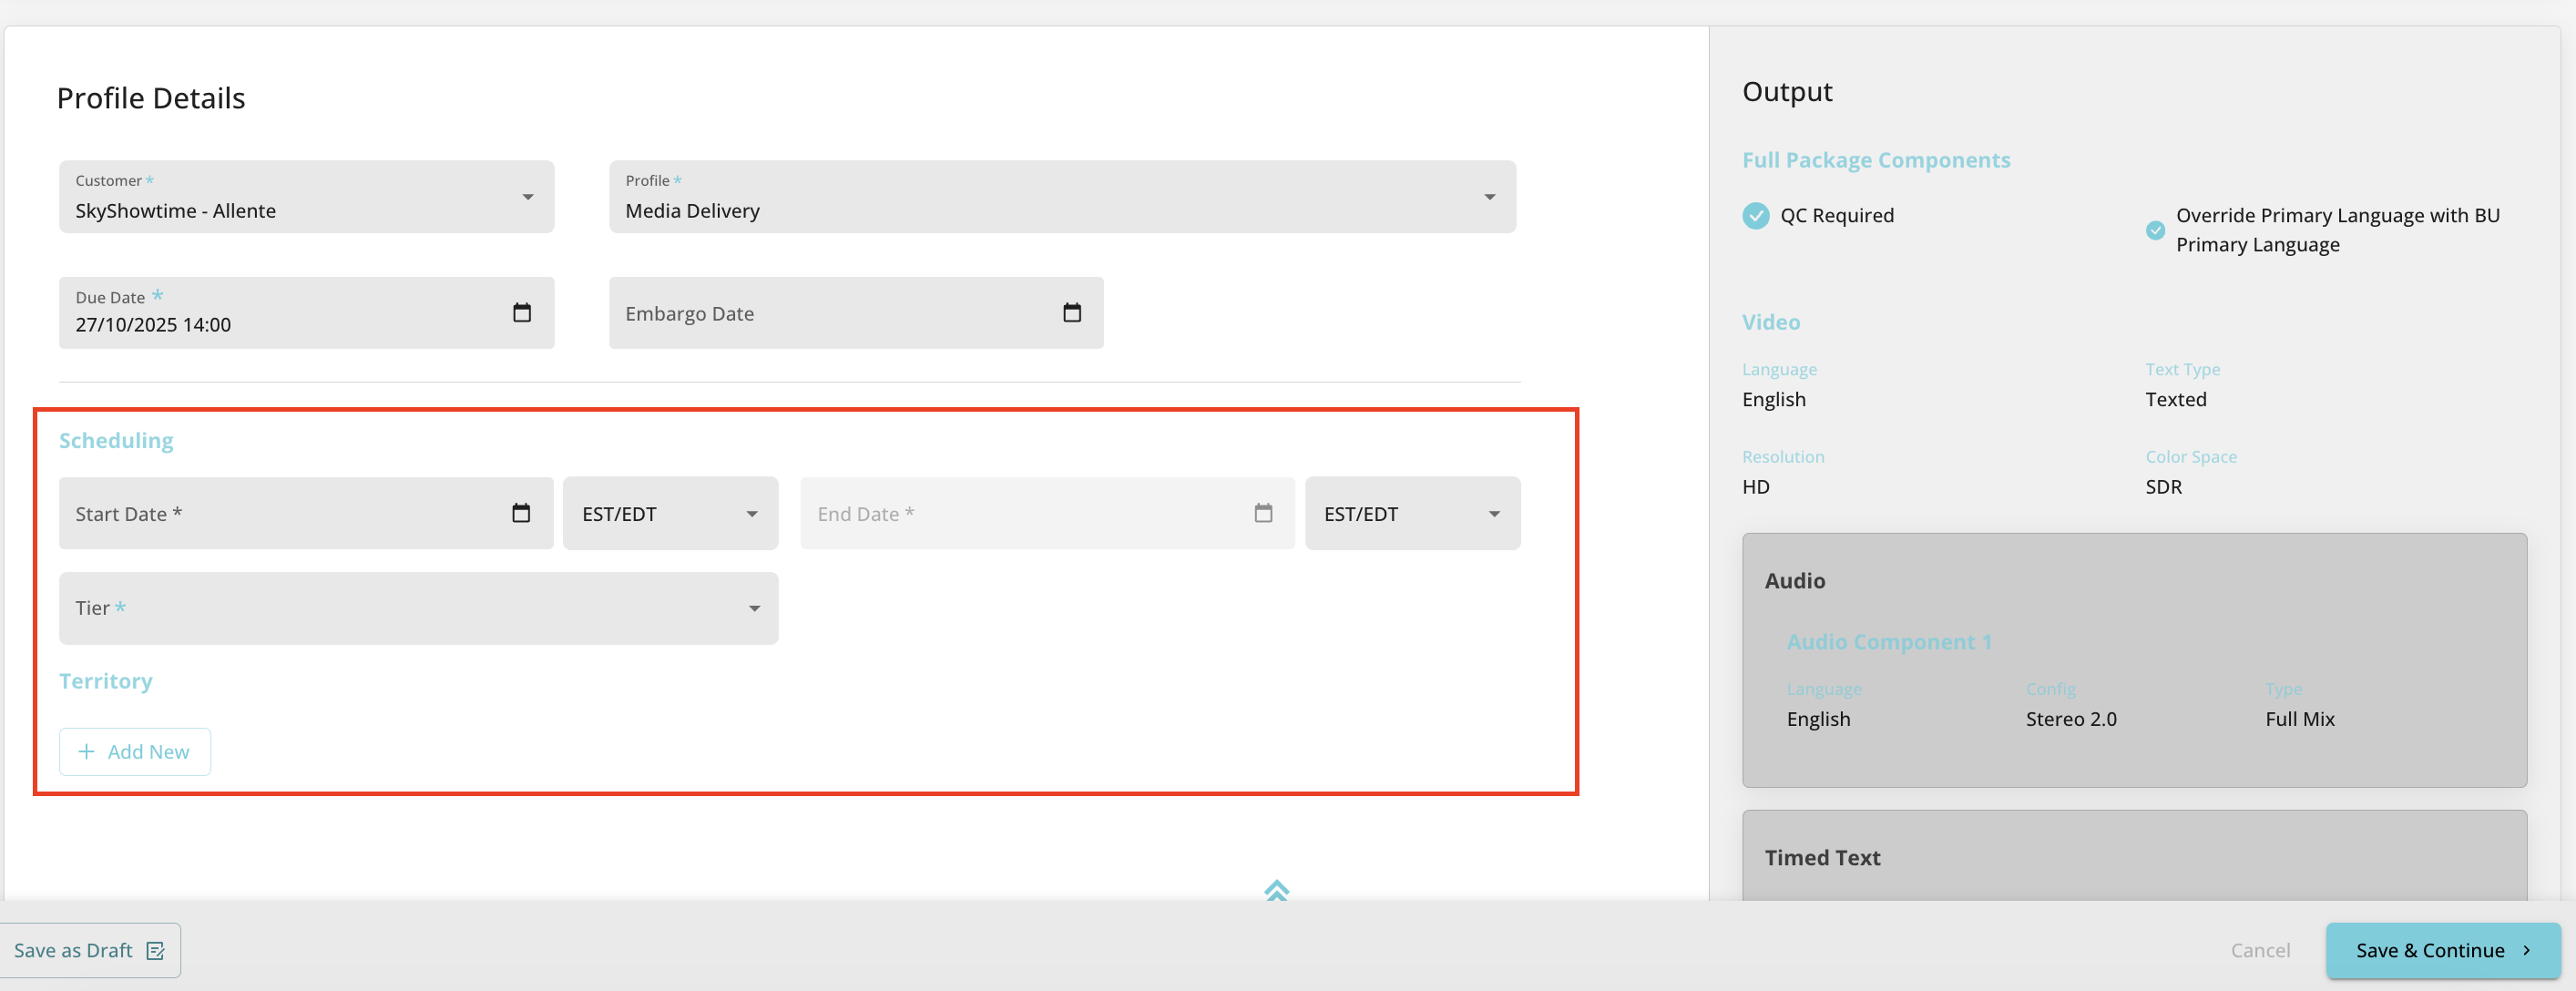 Profile Details
Customer *
SkyShowtime - Allente
Profile *
Media Delivery
Due Date *
27/10/2025 14:00
Embargo Date
Scheduling
Start Date *
EST/EDT
End Date *
EST/EDT
Tier *
Territory
+ Add New
Output
Full Package Components
QC Required
Override Primary Language with BU
Primary Language
Video
Language
English
Text Type
Texted
Resolution
HD
Color Space
SDR
Audio
Audio Component 1
Language
English
Config
Stereo 2.0
Type
Full Mix
Timed Text
Save as Draft
Cancel
Save & Continue